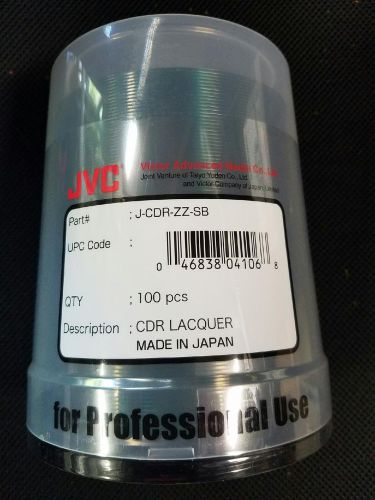 JVC
Victor Advanced Media Co., Ltd.
Joint Venture of Taiyo Yuden Co., Ltd.
and Victor Company of Japan, Limited
Part# : J-CDR-ZZ-SB
UPC Code :
0 46838 04106 8
QTY : 100 pcs
Description : CDR LACQUER
MADE IN JAPAN
for Professional Use